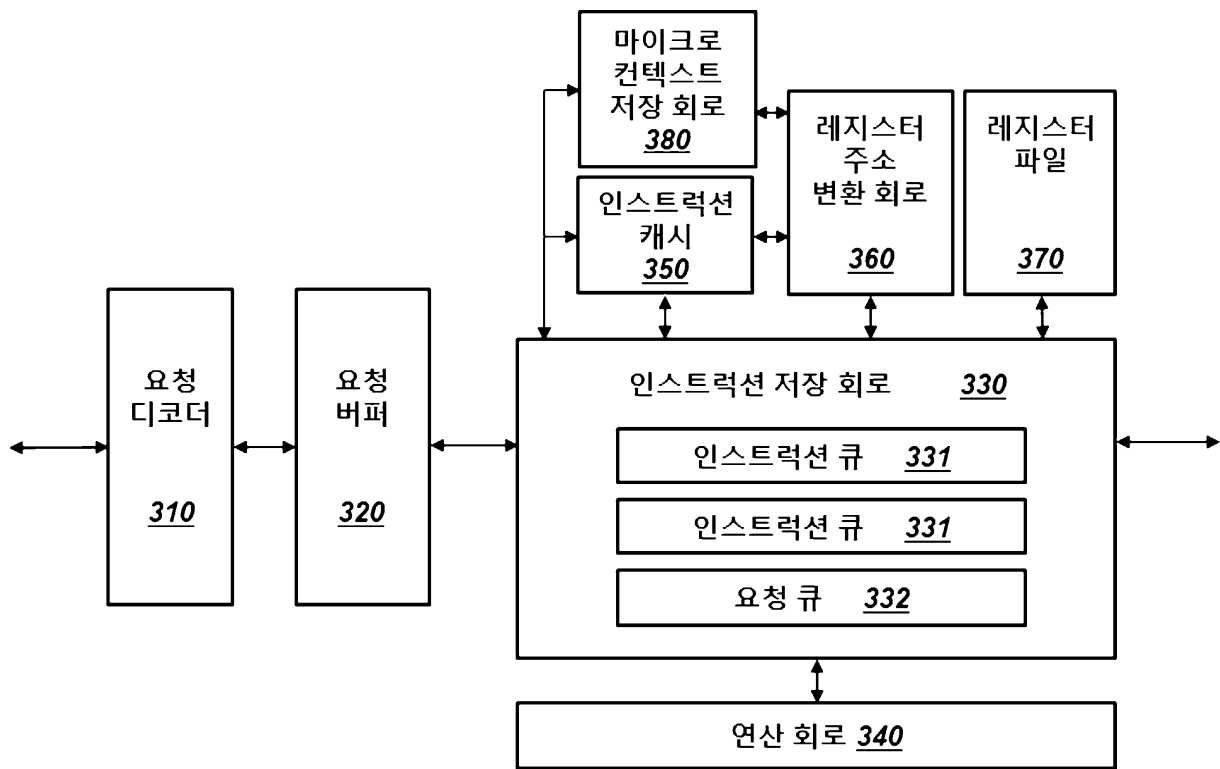 마이크로
컨텍스트
저장 회로
380
레지스터
주소
변환 회로
360
레지스터
파일
370
인스트럭션
캐시
350
요청
디코더
310
요청
버퍼
320
인스트럭션 저장 회로 330
인스트럭션 큐 331
인스트럭션 큐 331
요청 큐 332
연산 회로 340